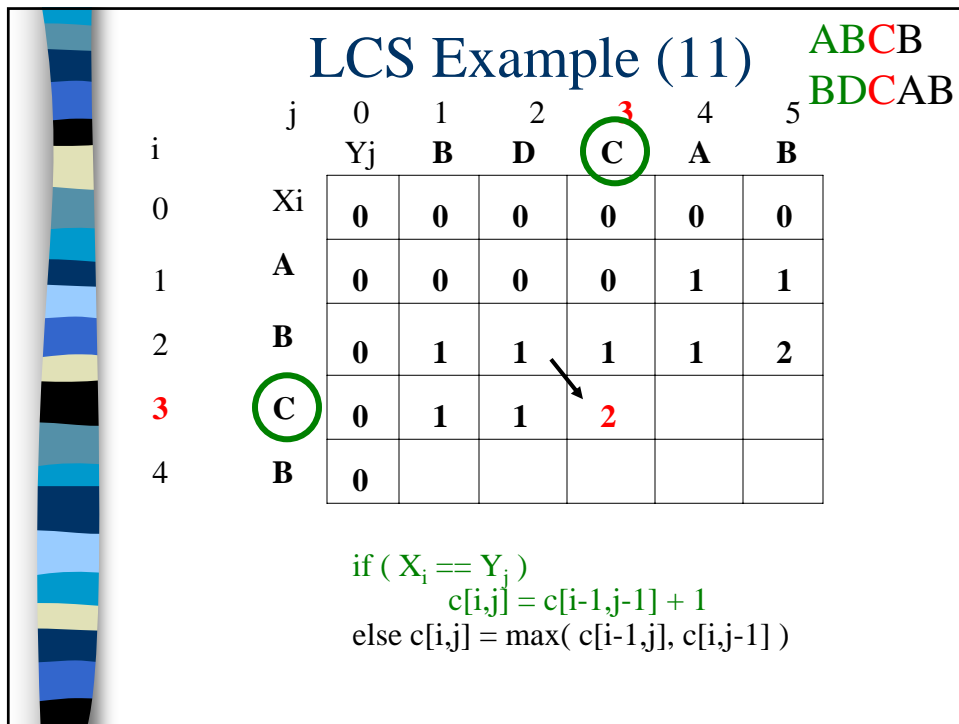 LCS Example (11)
ABCB
BDCAB
j 0 1 2 3 4 5
i Yj B D C A B
0 Xi 0 0 0 0 0 0
1 A 0 0 0 0 1 1
2 B 0 1 1 1 1 2
3 C 0 1 1 2
4 B 0
if ( Xi == Yj )
c[i,j] = c[i-1,j-1] + 1
else c[i,j] = max( c[i-1,j], c[i,j-1] )